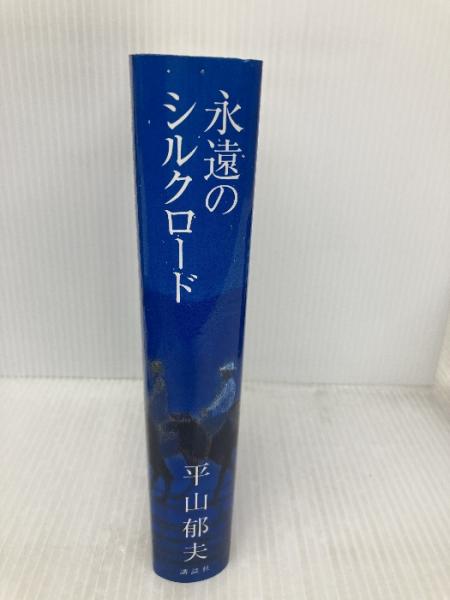 永遠の
シルクロード
平山郁夫
講談社